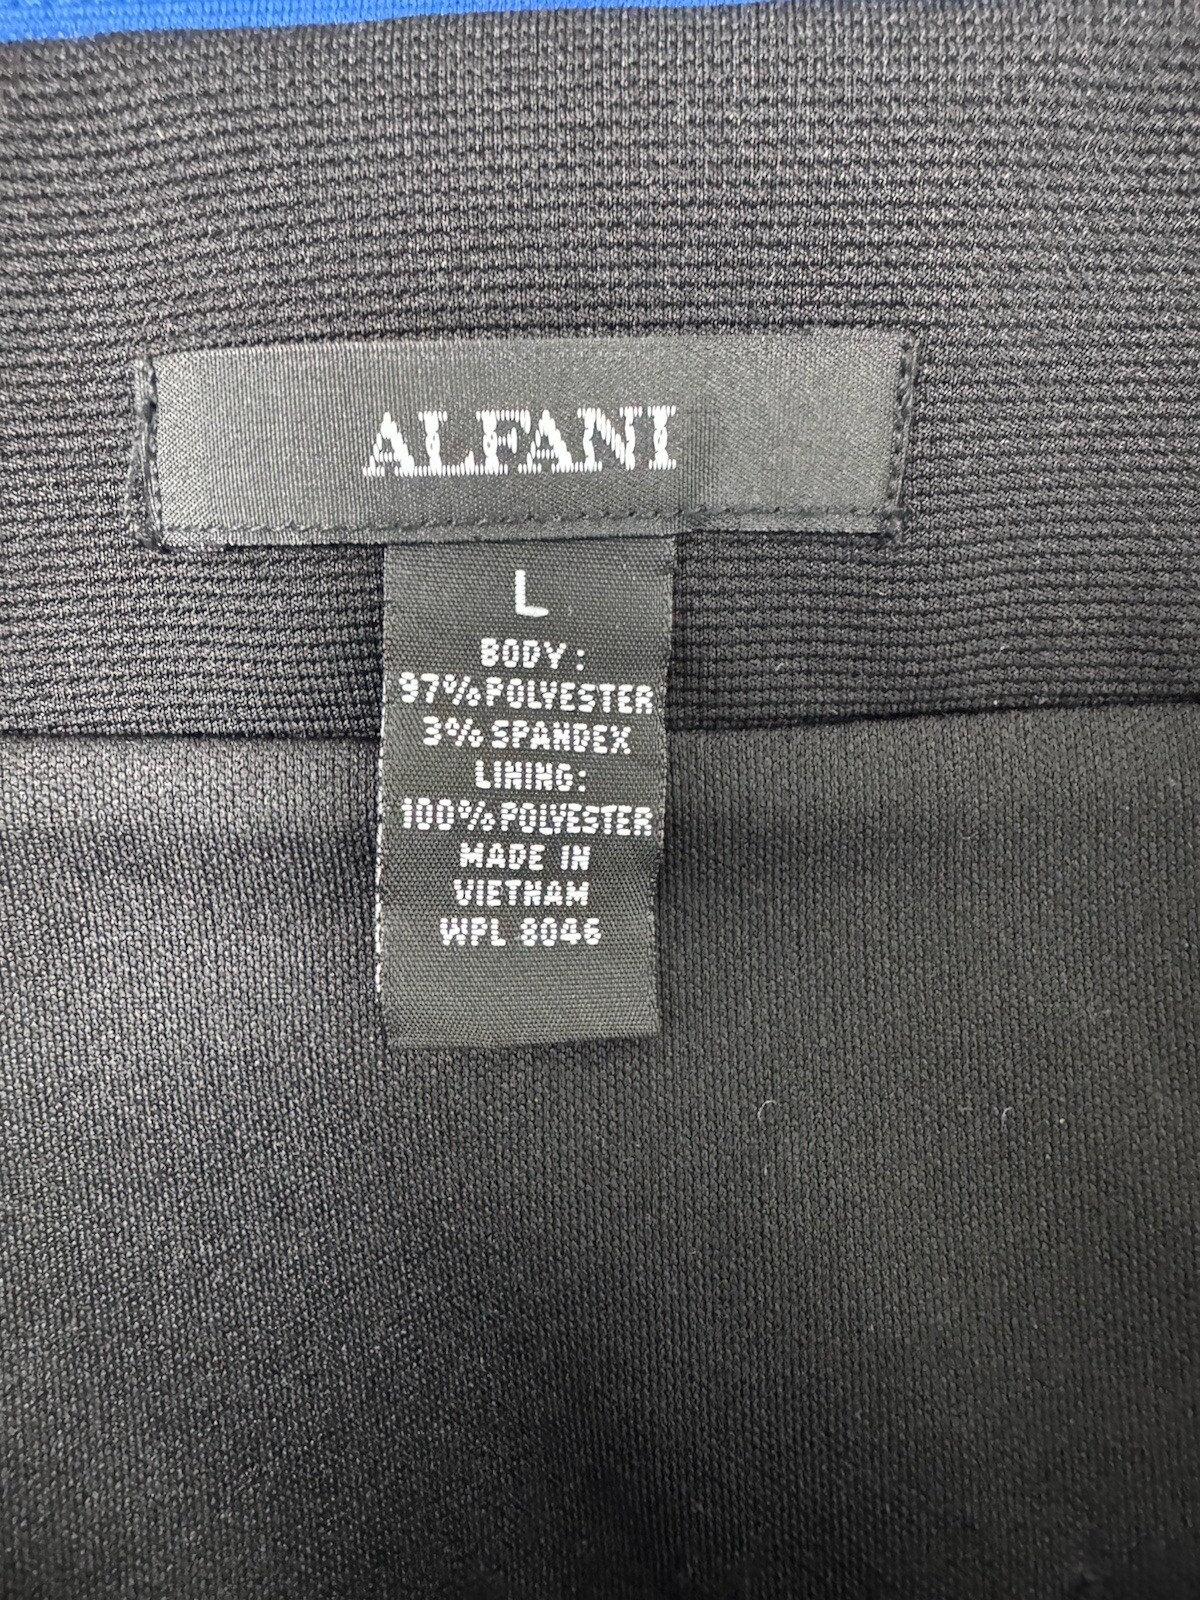 ALFANI
L
BODY:
97% POLYESTER
3% SPANDEX
LINING:
100% POLYESTER
MADE IN
VIETNAM
WPL 8046